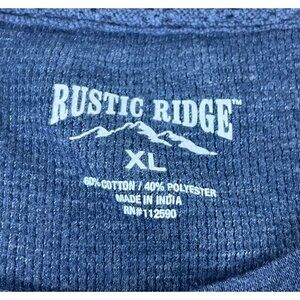 RUSTIC RIDGE™
XL
60% COTTON / 40% POLYESTER
MADE IN INDIA
RN#112590